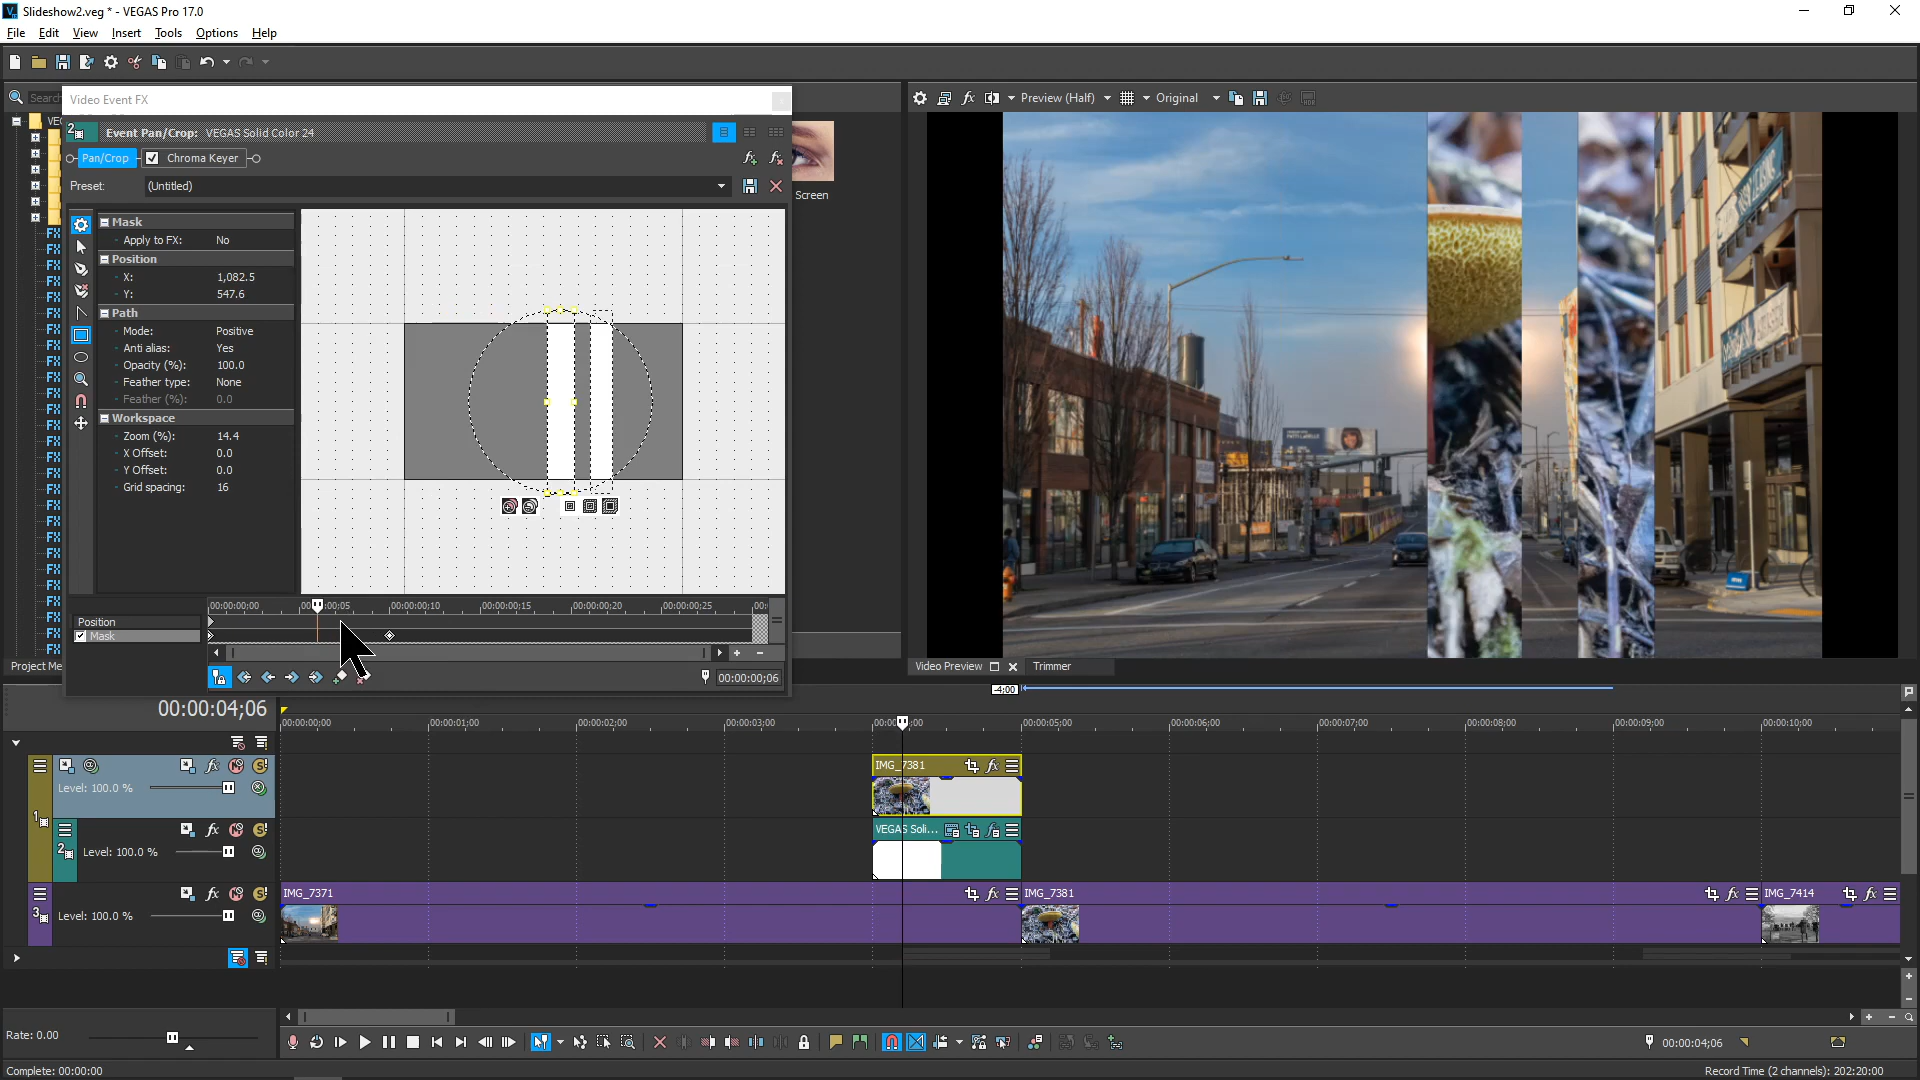 Slideshow2.veg * - VEGAS Pro 17.0
File Edit View Insert Tools Options Help
Search
Video Event FX
Event Pan/Crop: VEGAS Solid Color 24
Pan/Crop Chroma Keyer
Preset: (Untitled)
Mask
Apply to FX: No
Position
X: 1,082.5
Y: 547.6
Path
Mode: Positive
Anti alias: Yes
Opacity (%): 100.0
Feather type: None
Feather (%): 0.0
Workspace
Zoom (%): 14.4
X Offset: 0.0
Y Offset: 0.0
Grid spacing: 16
Screen
Preview (Half) Original
00:00:00;00 00:00:00;10 00:00:00;15 00:00:00;20 00:00:00;25
Position
Mask
00:00:00;06
Project Me
Video Preview Trimmer
-4;00
00:00:04;06
00:00:00;00 00:00:01;00 00:00:02;00 00:00:03;00 00:00:05;00 00:00:06;00 00:00:07;00 00:00:08;00 00:00:09;00 00:00:10;00
1
Level: 100.0 %
IMG_7381
2
Level: 100.0 %
VEGAS Soli...
3
Level: 100.0 %
IMG_7371
IMG_7381
IMG_7414
Rate: 0.00
00:00:04;06
Complete: 00:00:00
Record Time (2 channels): 202:20:00